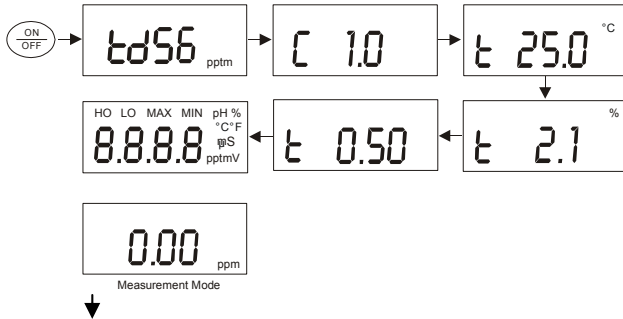 ON
OFF
tdS6 pptm
C 1.0
t 25.0 °C
t 2.1 %
t 0.50
HO LO MAX MIN pH %
°C°F
8.8.8.8
pptmV
0.00 ppm
Measurement Mode